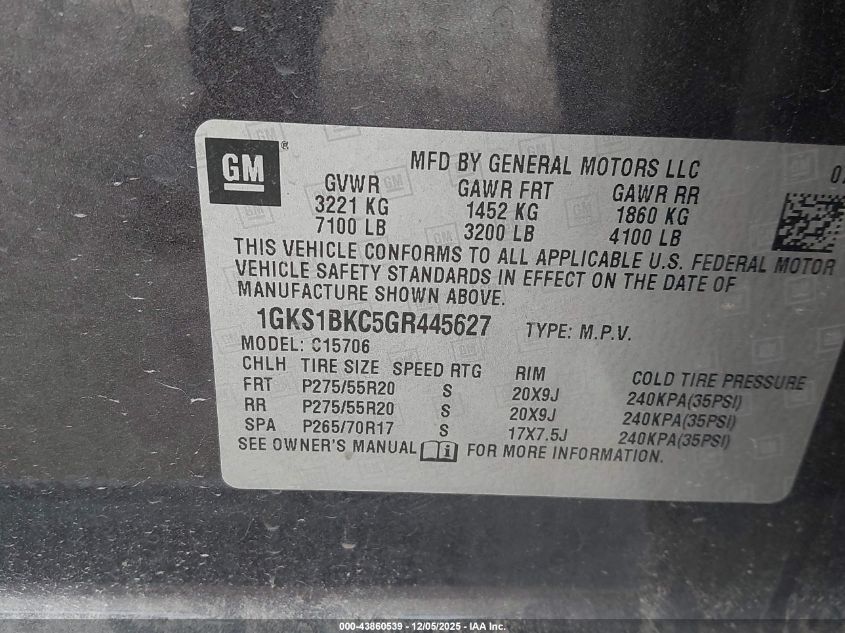 GM ®
MFD BY GENERAL MOTORS LLC
GVWR GAWR FRT GAWR RR
3221 KG 1452 KG 1860 KG
7100 LB 3200 LB 4100 LB
THIS VEHICLE CONFORMS TO ALL APPLICABLE U.S. FEDERAL MOTOR
VEHICLE SAFETY STANDARDS IN EFFECT ON THE DATE OF
MANUFACTURE SHOWN ABOVE.
1GKS1BKC5GR445627 TYPE: M.P.V.
MODEL: C15706
CHLH TIRE SIZE SPEED RTG RIM COLD TIRE PRESSURE
FRT P275/55R20 S 20X9J 240KPA(35PSI)
RR P275/55R20 S 20X9J 240KPA(35PSI)
SPA P265/70R17 S 17X7.5J 240KPA(35PSI)
SEE OWNER'S MANUAL FOR MORE INFORMATION.
000-43860539 - 12/05/2025 - IAA Inc.